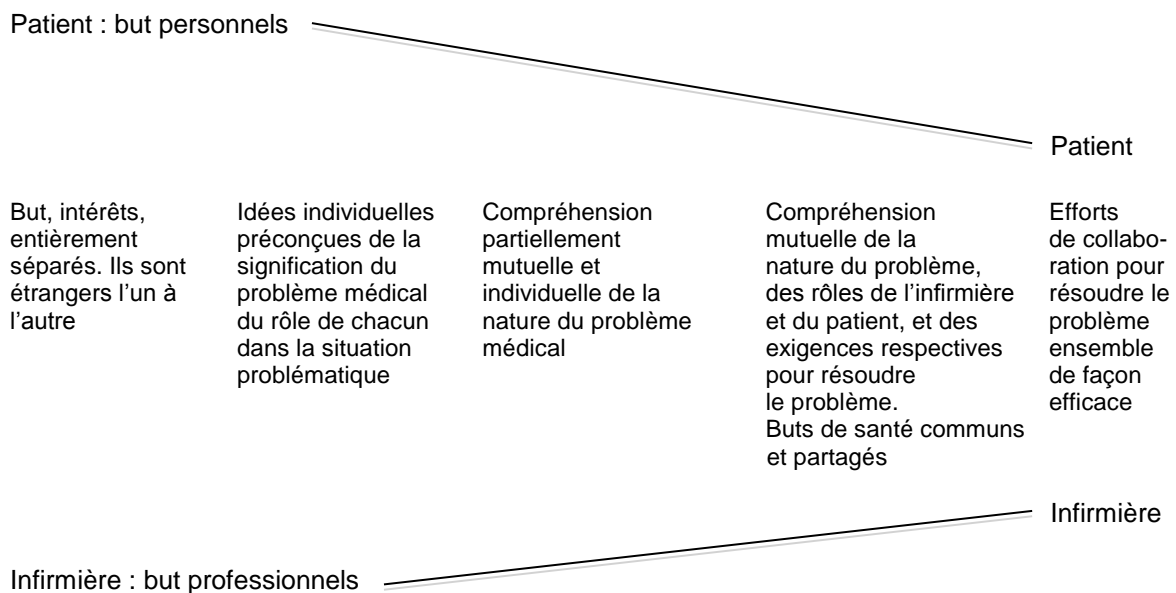 Patient : but personnels
Patient
But, intérêts,
entièrement
séparés. Ils sont
étrangers l’un à
l’autre
Idées individuelles
préconçues de la
signification du
problème médical
du rôle de chacun
dans la situation
problématique
Compréhension
partiellement
mutuelle et
individuelle de la
nature du problème
médical
Compréhension
mutuelle de la
nature du problème,
des rôles de l’infirmière
et du patient, et des
exigences respectives
pour résoudre
le problème.
Buts de santé communs
et partagés
Efforts
de collabo-
ration pour
résoudre le
problème
ensemble
de façon
efficace
Infirmière
Infirmière : but professionnels